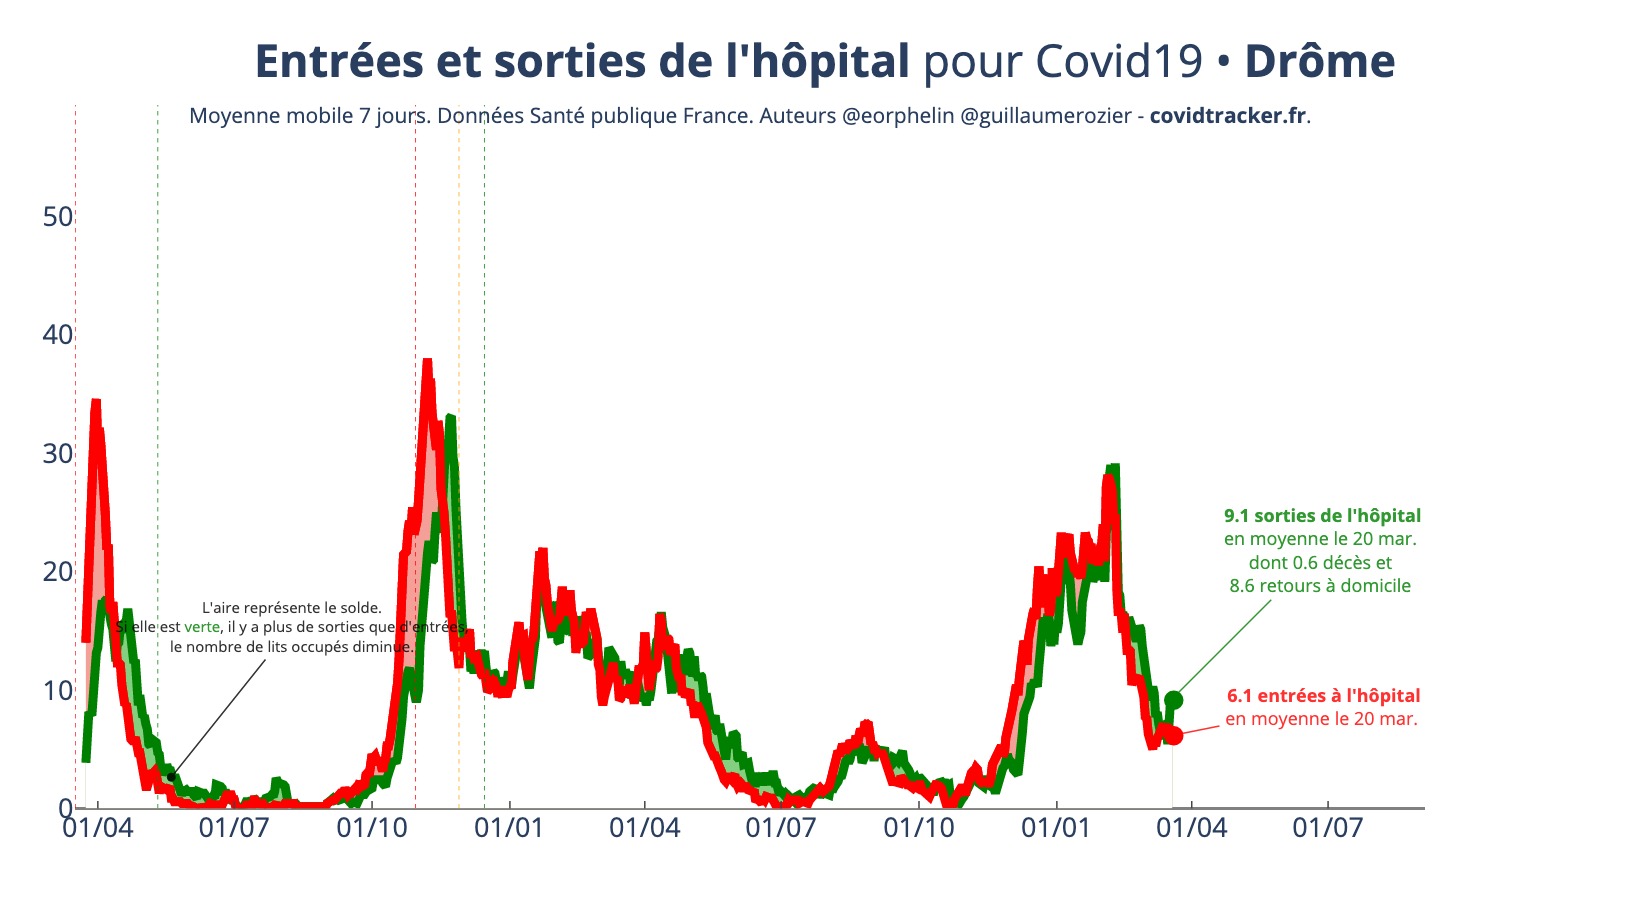 Entrées et sorties de l'hôpital pour Covid19 • Drôme
Moyenne mobile 7 jours. Données Santé publique France. Auteurs @eorphelin @guillaumerozier - covidtracker.fr.
50
40
30
20
10
0
L'aire représente le solde.
Si elle est verte, il y a plus de sorties que d'entrées,
le nombre de lits occupés diminue.
9.1 sorties de l'hôpital
en moyenne le 20 mar.
dont 0.6 décès et
8.6 retours à domicile
6.1 entrées à l'hôpital
en moyenne le 20 mar.
01/04 01/07 01/10 01/01 01/04 01/07 01/10 01/01 01/04 01/07